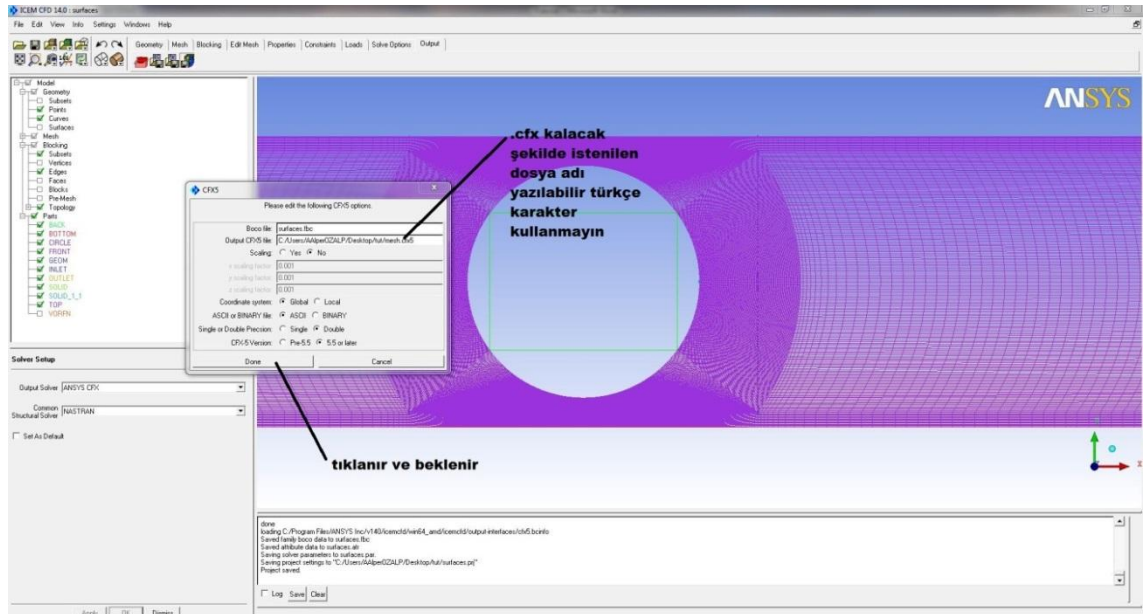 ICEM CFD 14.0 : surfaces
File Edit View Info Settings Windows Help
Geometry Mesh Blocking Edit Mesh Properties Constraints Loads Solve Options Output
Model
Geometry
Subsets
Points
Curves
Surfaces
Mesh
Blocking
Subsets
Vertices
Edges
Faces
Blocks
Pre-Mesh
Topology
Parts
BACK
BOTTOM
CIRCLE
FRONT
GEOM
INLET
OUTLET
SOLID
SOLID_1_1
TOP
VORFN
ANSYS
.cfx kalacak
şekilde istenilen
dosya adı
yazılabilir türkçe
karakter
kullanmayın
CFX5
Please edit the following CFX5 options.
Boco file: surfaces.fbc
Output CFX5 file: C:/Users/AAlperOZALP/Desktop/tut/mesh.cfx5
Scaling: Yes No
x scaling factor: 0.001
y scaling factor: 0.001
z scaling factor: 0.001
Coordinate system: Global Local
ASCII or BINARY file: ASCII BINARY
Single or Double Precision: Single Double
CFX-5 Version: Pre-5.5 5.5 or later
Done Cancel
tıklanır ve beklenir
Solver Setup
Output Solver ANSYS CFX
Common
Structural Solver NASTRAN
Set As Default
X
done
loading C:/Program Files/ANSYS Inc/v140/icemcfd/win64_amd/icemcfd/output-interfaces/cfx5.bcinfo
Saved family boco data to surfaces.fbc
Saved attribute data to surfaces.atr
Saving solver parameters to surfaces.par.
Saving project settings to "C:/Users/AAlperOZALP/Desktop/tut/surfaces.prj"
Project saved.
Log Save Clear
Apply OK Dismiss